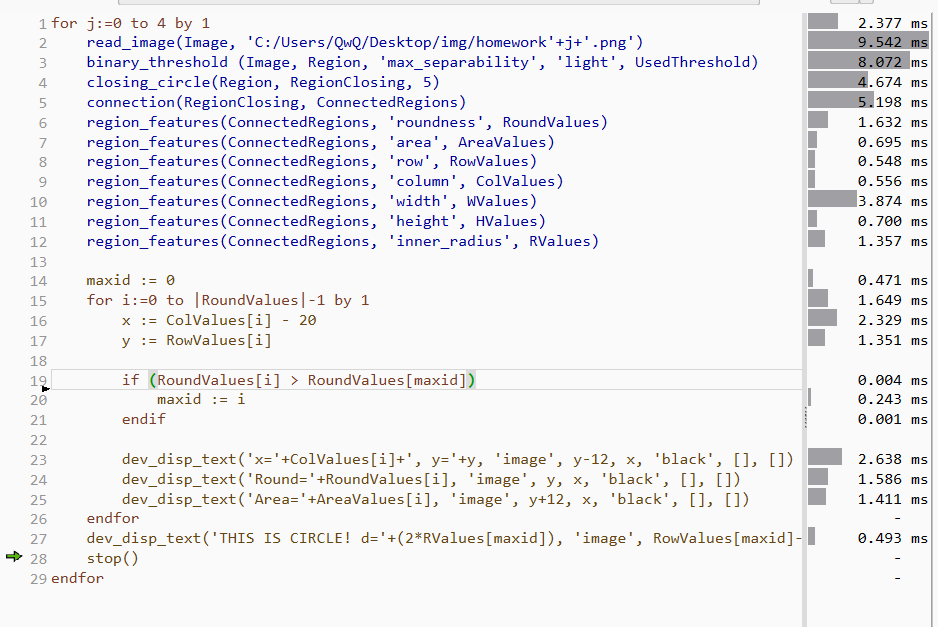 1 for j:=0 to 4 by 1 2.377 ms
2 read_image(Image, 'C:/Users/QwQ/Desktop/img/homework'+j+'.png') 9.542 ms
3 binary_threshold (Image, Region, 'max_separability', 'light', UsedThreshold) 8.072 ms
4 closing_circle(Region, RegionClosing, 5) 4.674 ms
5 connection(RegionClosing, ConnectedRegions) 5.198 ms
6 region_features(ConnectedRegions, 'roundness', RoundValues) 1.632 ms
7 region_features(ConnectedRegions, 'area', AreaValues) 0.695 ms
8 region_features(ConnectedRegions, 'row', RowValues) 0.548 ms
9 region_features(ConnectedRegions, 'column', ColValues) 0.556 ms
10 region_features(ConnectedRegions, 'width', WValues) 3.874 ms
11 region_features(ConnectedRegions, 'height', HValues) 0.700 ms
12 region_features(ConnectedRegions, 'inner_radius', RValues) 1.357 ms
13
14 maxid := 0 0.471 ms
15 for i:=0 to |RoundValues|-1 by 1 1.649 ms
16 x := ColValues[i] - 20 2.329 ms
17 y := RowValues[i] 1.351 ms
18
19 if (RoundValues[i] > RoundValues[maxid]) 0.004 ms
20 maxid := i 0.243 ms
21 endif 0.001 ms
22
23 dev_disp_text('x='+ColValues[i]+', y='+y, 'image', y-12, x, 'black', [], []) 2.638 ms
24 dev_disp_text('Round='+RoundValues[i], 'image', y, x, 'black', [], []) 1.586 ms
25 dev_disp_text('Area='+AreaValues[i], 'image', y+12, x, 'black', [], []) 1.411 ms
26 endfor -
27 dev_disp_text('THIS IS CIRCLE! d='+(2*RValues[maxid]), 'image', RowValues[maxid]- 0.493 ms
28 stop() -
29 endfor -